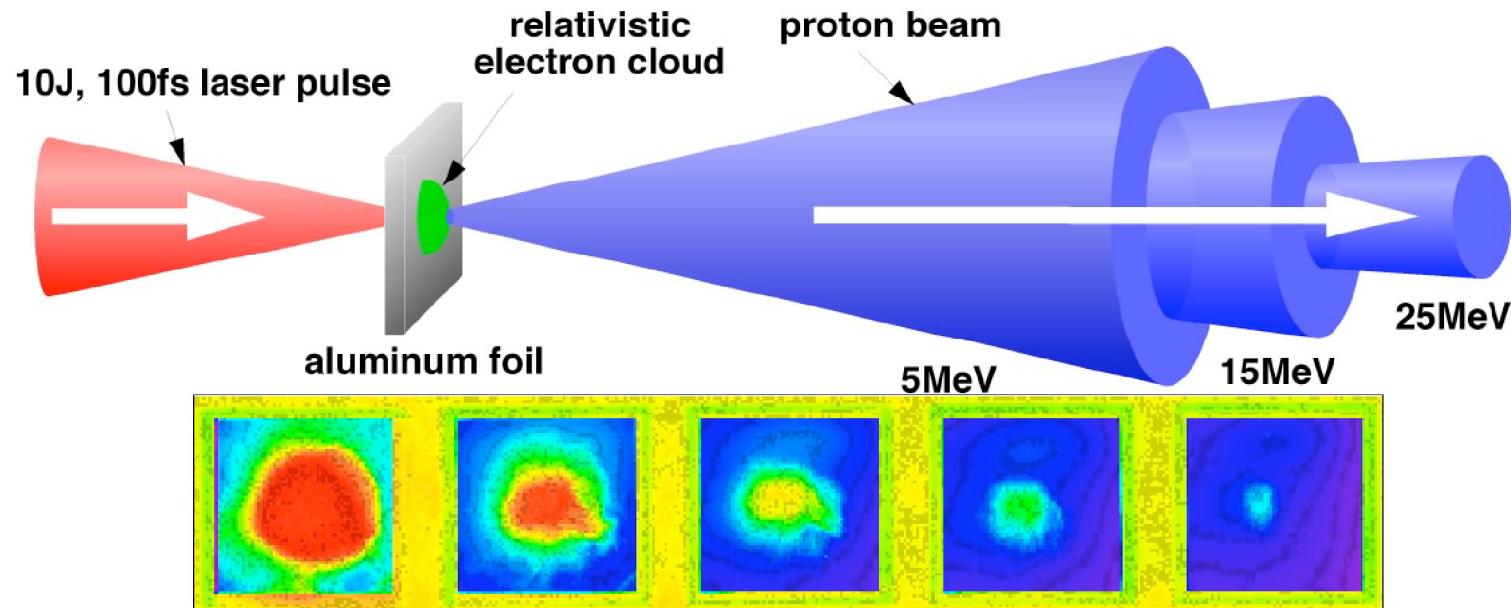 relativistic
electron cloud
proton beam
10J, 100fs laser pulse
25MeV
aluminum foil
5MeV
15MeV